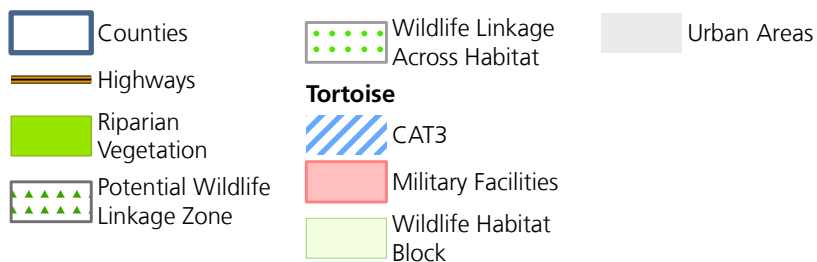 Counties
Highways
Riparian
Vegetation
Potential Wildlife
Linkage Zone
Wildlife Linkage
Across Habitat
Tortoise
CAT3
Military Facilities
Wildlife Habitat
Block
Urban Areas